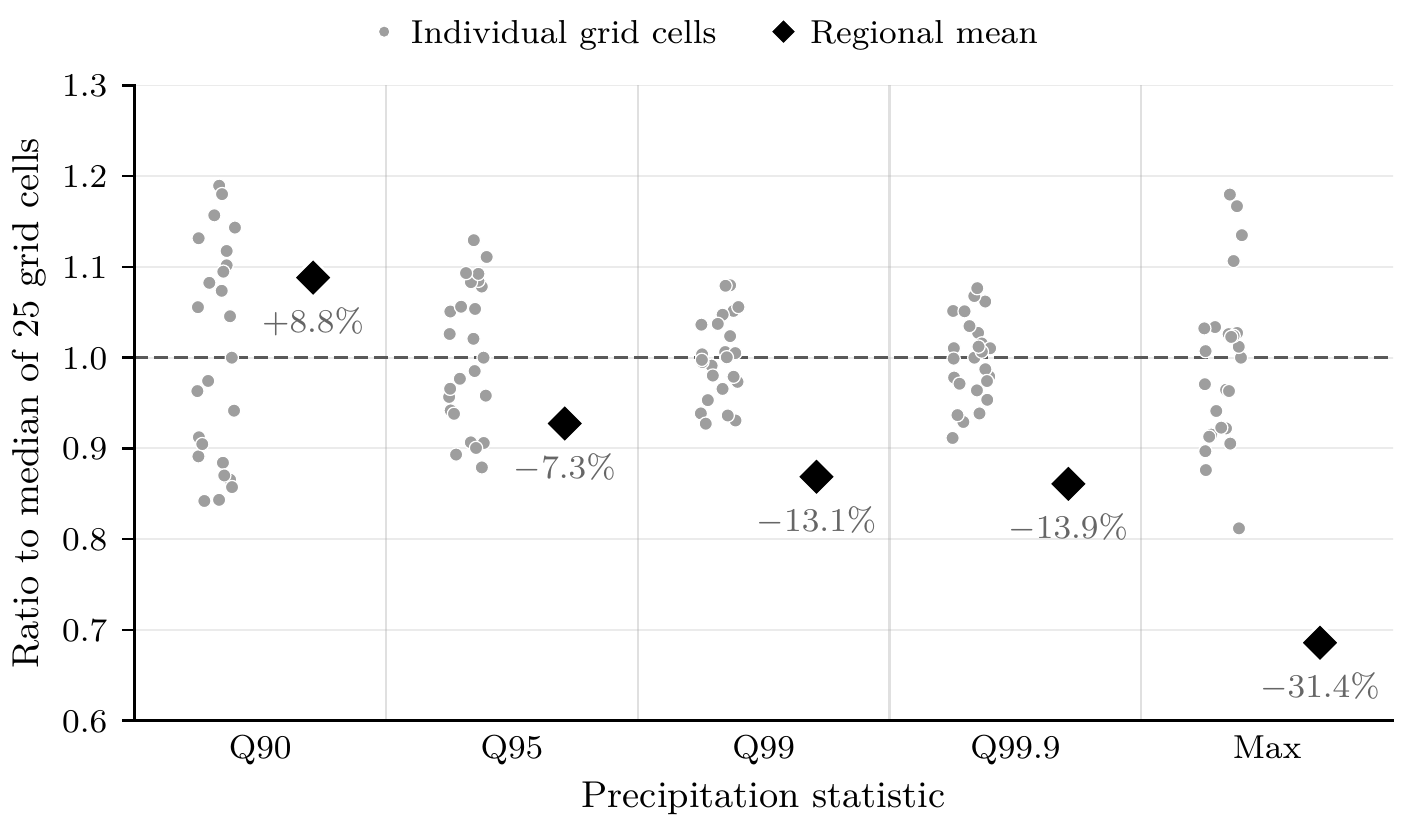 Individual grid cells
Regional mean
Ratio to median of 25 grid cells
1.3
1.2
1.1
1.0
0.9
0.8
0.7
0.6
+8.8%
−7.3%
−13.1%
−13.9%
−31.4%
Q90
Q95
Q99
Q99.9
Max
Precipitation statistic